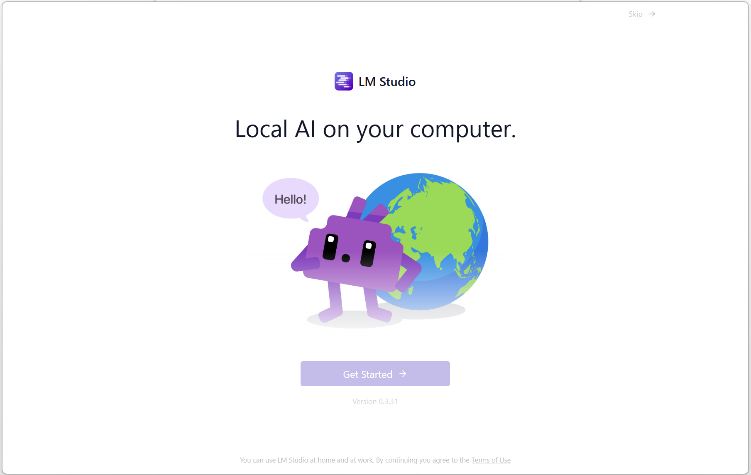 Skip
LM Studio
Local AI on your computer.
Hello!
Get Started
Version 0.3.31
You can use LM Studio at home and at work. By continuing you agree to the Terms of Use